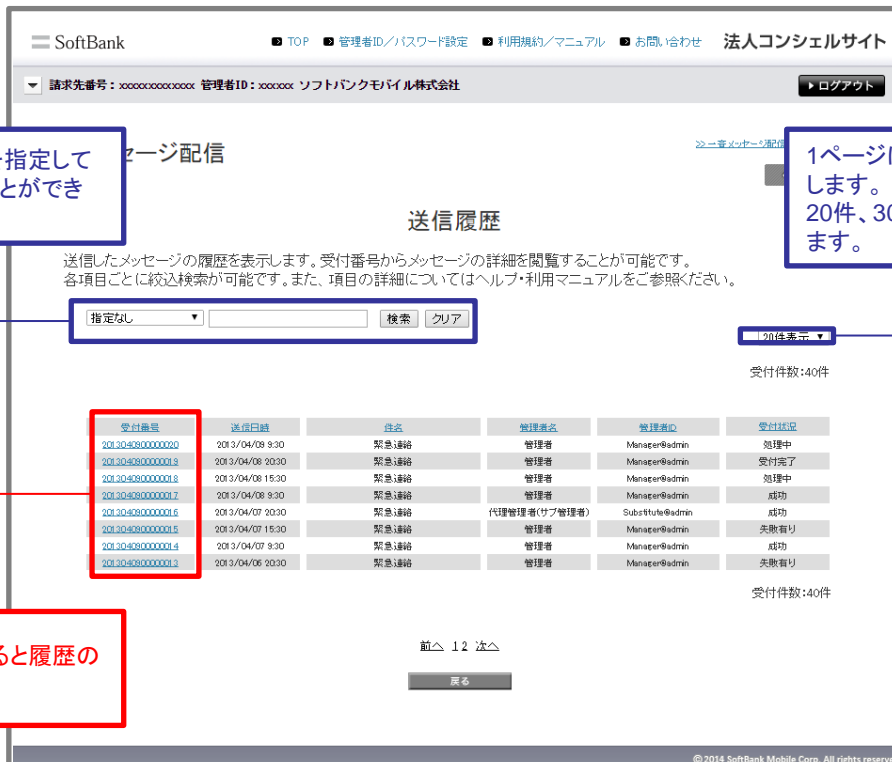 SoftBank
TOP 管理者ID／パスワード設定 利用規約／マニュアル お問い合わせ 法人コンシェルサイト
請求先番号：xxxxxxxxxxxx 管理者ID：xxxxxx ソフトバンクモバイル株式会社
ログアウト
指定して
とができ
セージ配信
>>一斉メッセージ配信
1ページに
します。
20件、30
ます。
送信履歴
送信したメッセージの履歴を表示します。受付番号からメッセージの詳細を閲覧することが可能です。
各項目ごとに絞込検索が可能です。また、項目の詳細についてはヘルプ・利用マニュアルをご参照ください。
指定なし 検索 クリア
20件表示
受付件数:40件
受付番号 送信日時 件名 管理者名 管理者ID 受付状況
2013040900000020 2013/04/09 9:30 緊急連絡 管理者 Manager@admin 処理中
2013040900000019 2013/04/08 20:30 緊急連絡 管理者 Manager@admin 受付完了
2013040900000018 2013/04/08 15:30 緊急連絡 管理者 Manager@admin 処理中
2013040900000017 2013/04/08 9:30 緊急連絡 管理者 Manager@admin 成功
2013040900000016 2013/04/07 20:30 緊急連絡 代理管理者(サブ管理者) Substitute@admin 成功
2013040900000015 2013/04/07 15:30 緊急連絡 管理者 Manager@admin 失敗有り
2013040900000014 2013/04/07 9:30 緊急連絡 管理者 Manager@admin 成功
2013040900000013 2013/04/06 20:30 緊急連絡 管理者 Manager@admin 失敗有り
受付件数:40件
ると履歴の
前へ 1 2 次へ
戻る
© 2014 SoftBank Mobile Corp. All rights reserve